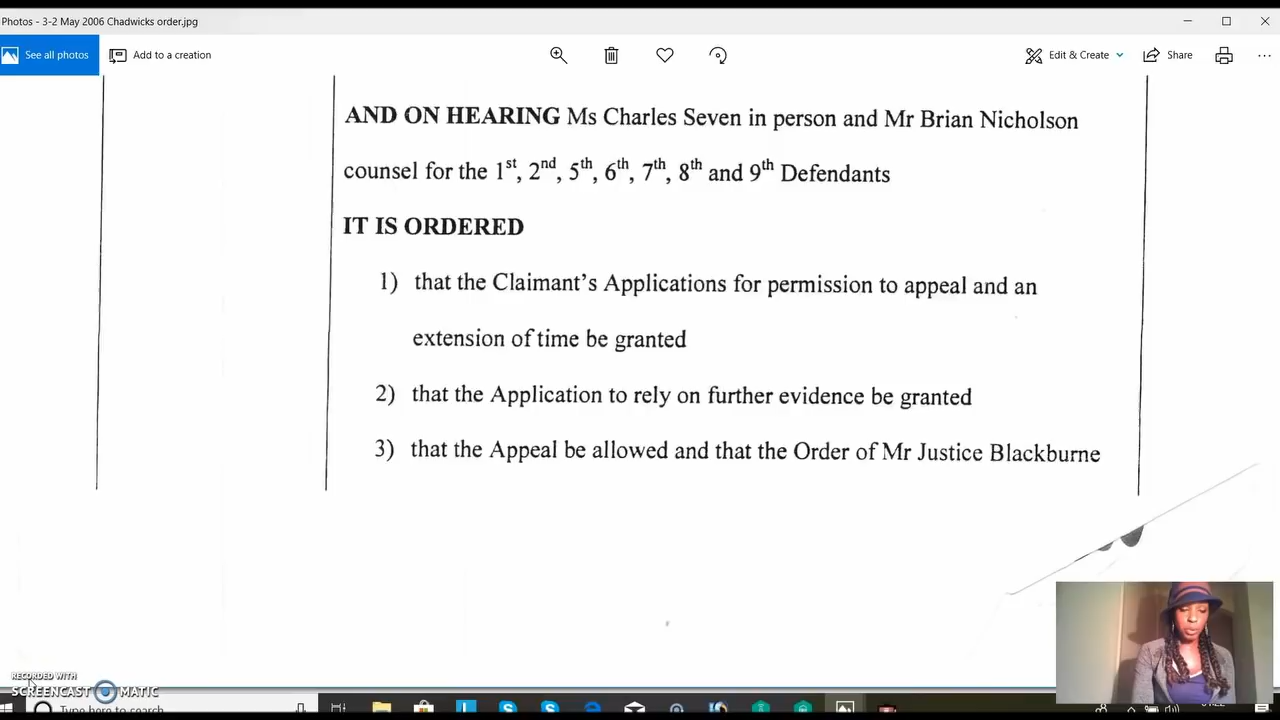 Photos - 3-2 May 2006 Chadwicks order.jpg
See all photos
Add to a creation
Edit & Create
Share
AND ON HEARING Ms Charles Seven in person and Mr Brian Nicholson
counsel for the 1st, 2nd, 5th, 6th, 7th, 8th and 9th Defendants
IT IS ORDERED
1) that the Claimant's Applications for permission to appeal and an
extension of time be granted
2) that the Application to rely on further evidence be granted
3) that the Appeal be allowed and that the Order of Mr Justice Blackburne
RECORDED WITH
SCREENCAST MATIC
Type here to search